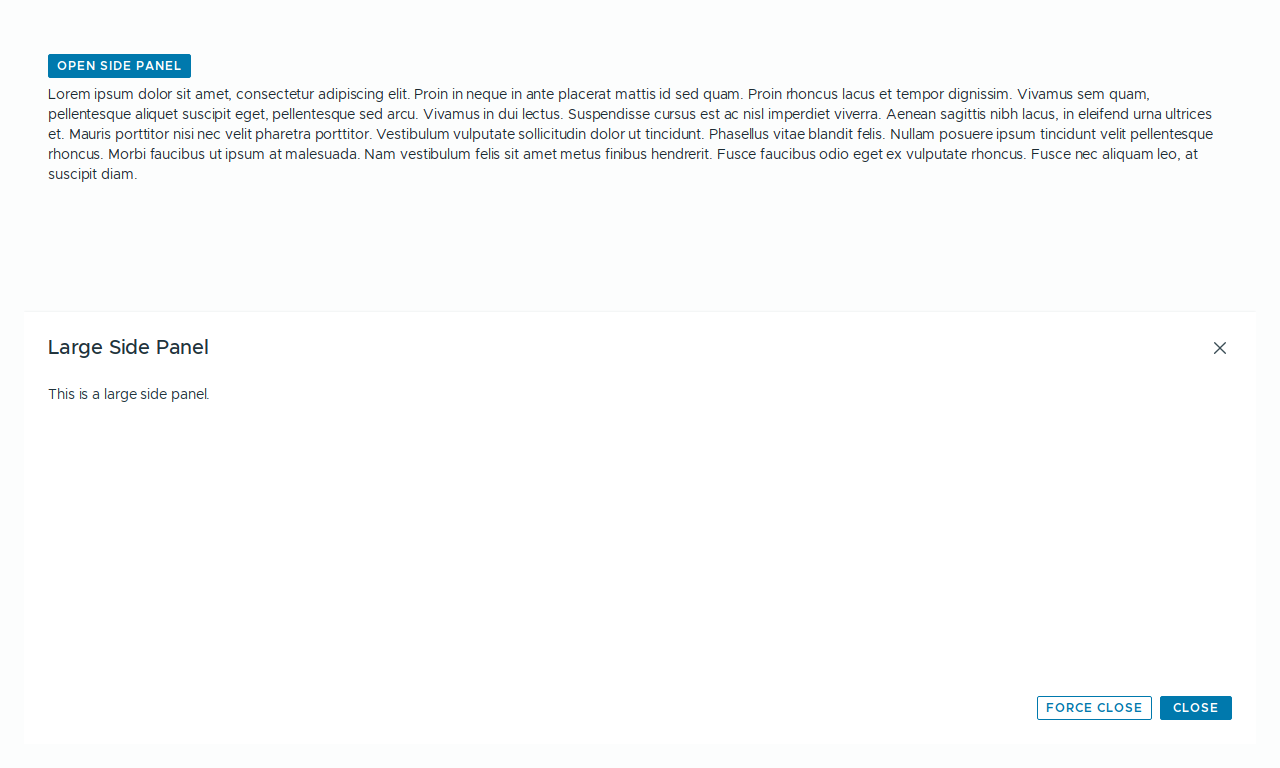 OPEN SIDE PANEL
Lorem ipsum dolor sit amet, consectetur adipiscing elit. Proin in neque in ante placerat mattis id sed quam. Proin rhoncus lacus et tempor dignissim. Vivamus sem quam,
pellentesque aliquet suscipit eget, pellentesque sed arcu. Vivamus in dui lectus. Suspendisse cursus est ac nisl imperdiet viverra. Aenean sagittis nibh lacus, in eleifend urna ultrices
et. Mauris porttitor nisi nec velit pharetra porttitor. Vestibulum vulputate sollicitudin dolor ut tincidunt. Phasellus vitae blandit felis. Nullam posuere ipsum tincidunt velit pellentesque
rhoncus. Morbi faucibus ut ipsum at malesuada. Nam vestibulum felis sit amet metus finibus hendrerit. Fusce faucibus odio eget ex vulputate rhoncus. Fusce nec aliquam leo, at
suscipit diam.
Large Side Panel
This is a large side panel.
FORCE CLOSE
CLOSE